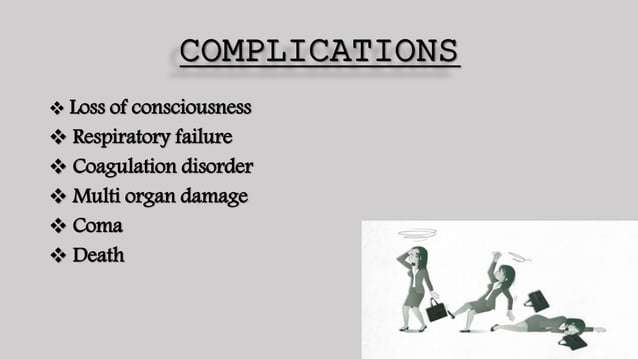 COMPLICATIONS
❖ Loss of consciousness
❖ Respiratory failure
❖ Coagulation disorder
❖ Multi organ damage
❖ Coma
❖ Death